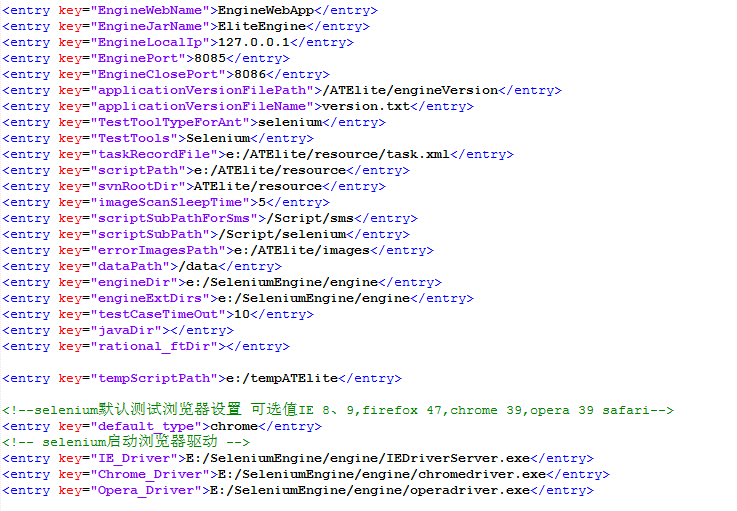 <entry key="EngineWebName">EngineWebApp</entry>
<entry key="EngineJarName">EliteEngine</entry>
<entry key="EngineLocalIp">127.0.0.1</entry>
<entry key="EnginePort">8085</entry>
<entry key="EngineClosePort">8086</entry>
<entry key="applicationVersionFilePath">/ATElite/engineVersion</entry>
<entry key="applicationVersionFileName">version.txt</entry>
<entry key="TestToolTypeForAnt">selenium</entry>
<entry key="TestTools">Selenium</entry>
<entry key="taskRecordFile">e:/ATElite/resource/task.xml</entry>
<entry key="scriptPath">e:/ATElite/resource</entry>
<entry key="svnRootDir">ATElite/resource</entry>
<entry key="imageScanSleepTime">5</entry>
<entry key="scriptSubPathForSms">/Script/sms</entry>
<entry key="scriptSubPath">/Script/selenium</entry>
<entry key="errorImagesPath">e:/ATElite/images</entry>
<entry key="dataPath">/data</entry>
<entry key="engineDir">e:/SeleniumEngine/engine</entry>
<entry key="engineExtDirs">e:/SeleniumEngine/engine</entry>
<entry key="testCaseTimeOut">10</entry>
<entry key="javaDir"></entry>
<entry key="rational_ftDir"></entry>
<entry key="tempScriptPath">e:/tempATElite</entry>
<!--selenium默认测试浏览器设置 可选值IE 8、9,firefox 47,chrome 39,opera 39 safari-->
<entry key="default_type">chrome</entry>
<!-- selenium启动浏览器驱动 -->
<entry key="IE_Driver">E:/SeleniumEngine/engine/IEDriverServer.exe</entry>
<entry key="Chrome_Driver">E:/SeleniumEngine/engine/chromedriver.exe</entry>
<entry key="Opera_Driver">E:/SeleniumEngine/engine/operadriver.exe</entry>